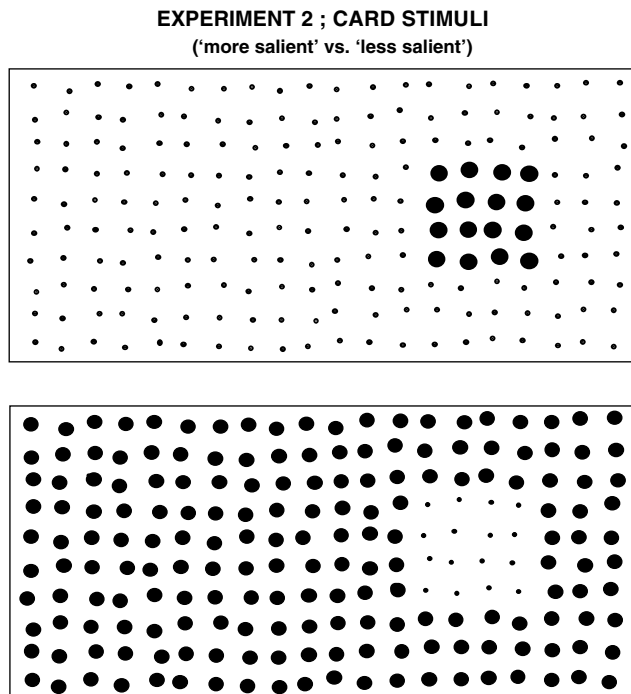 EXPERIMENT 2 ; CARD STIMULI
(‘more salient’ vs. ‘less salient’)